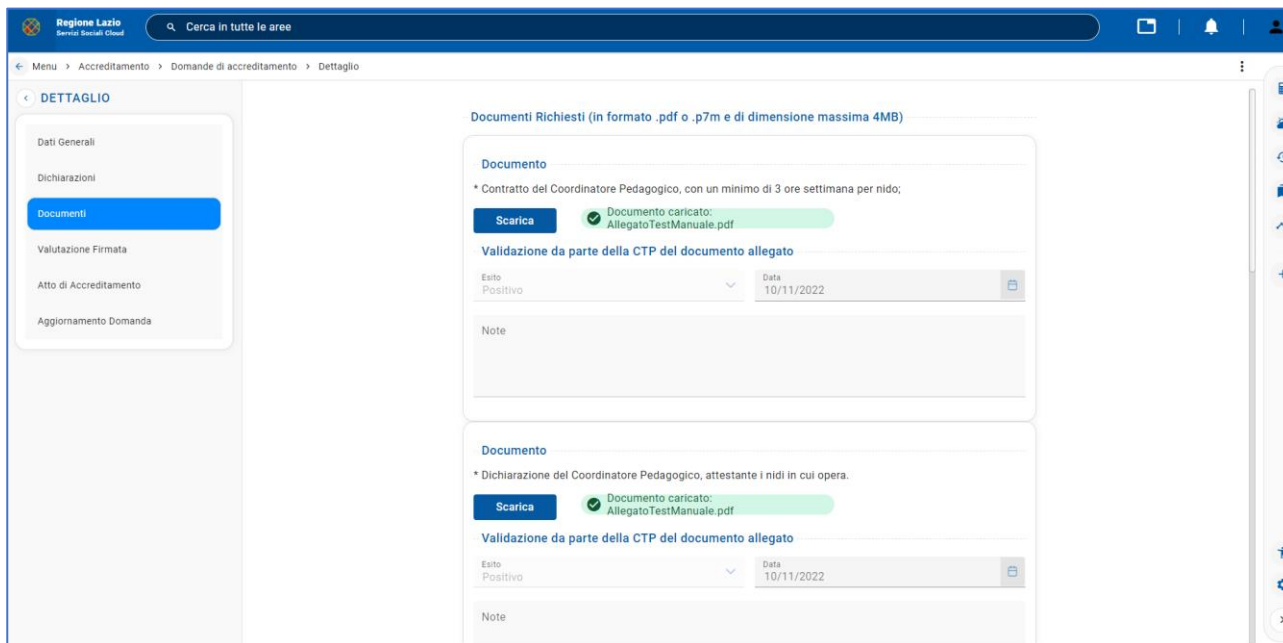 Regione Lazio
Servizi Sociali Cloud
Cerca in tutte le aree
Menu > Accreditamento > Domande di accreditamento > Dettaglio
DETTAGLIO
Dati Generali
Dichiarazioni
Documenti
Valutazione Firmata
Atto di Accreditamento
Aggiornamento Domanda
Documenti Richiesti (in formato .pdf o .p7m e di dimensione massima 4MB)
Documento
* Contratto del Coordinatore Pedagogico, con un minimo di 3 ore settimana per nido;
Scarica
Documento caricato:
AllegatoTestManuale.pdf
Validazione da parte della CTP del documento allegato
Esito
Positivo
Data
10/11/2022
Note
Documento
* Dichiarazione del Coordinatore Pedagogico, attestante i nidi in cui opera.
Scarica
Documento caricato:
AllegatoTestManuale.pdf
Validazione da parte della CTP del documento allegato
Esito
Positivo
Data
10/11/2022
Note